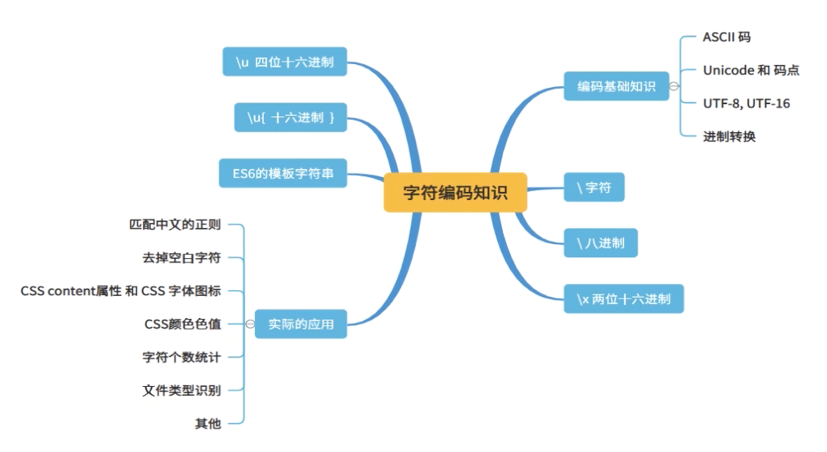 字符编码知识
编码基础知识
ASCII 码
Unicode 和 码点
UTF-8, UTF-16
进制转换
\ 字符
\ 八进制
\x 两位十六进制
\u 四位十六进制
\u{ 十六进制 }
ES6的模板字符串
实际的应用
匹配中文的正则
去掉空白字符
CSS content属性 和 CSS 字体图标
CSS颜色色值
字符个数统计
文件类型识别
其他